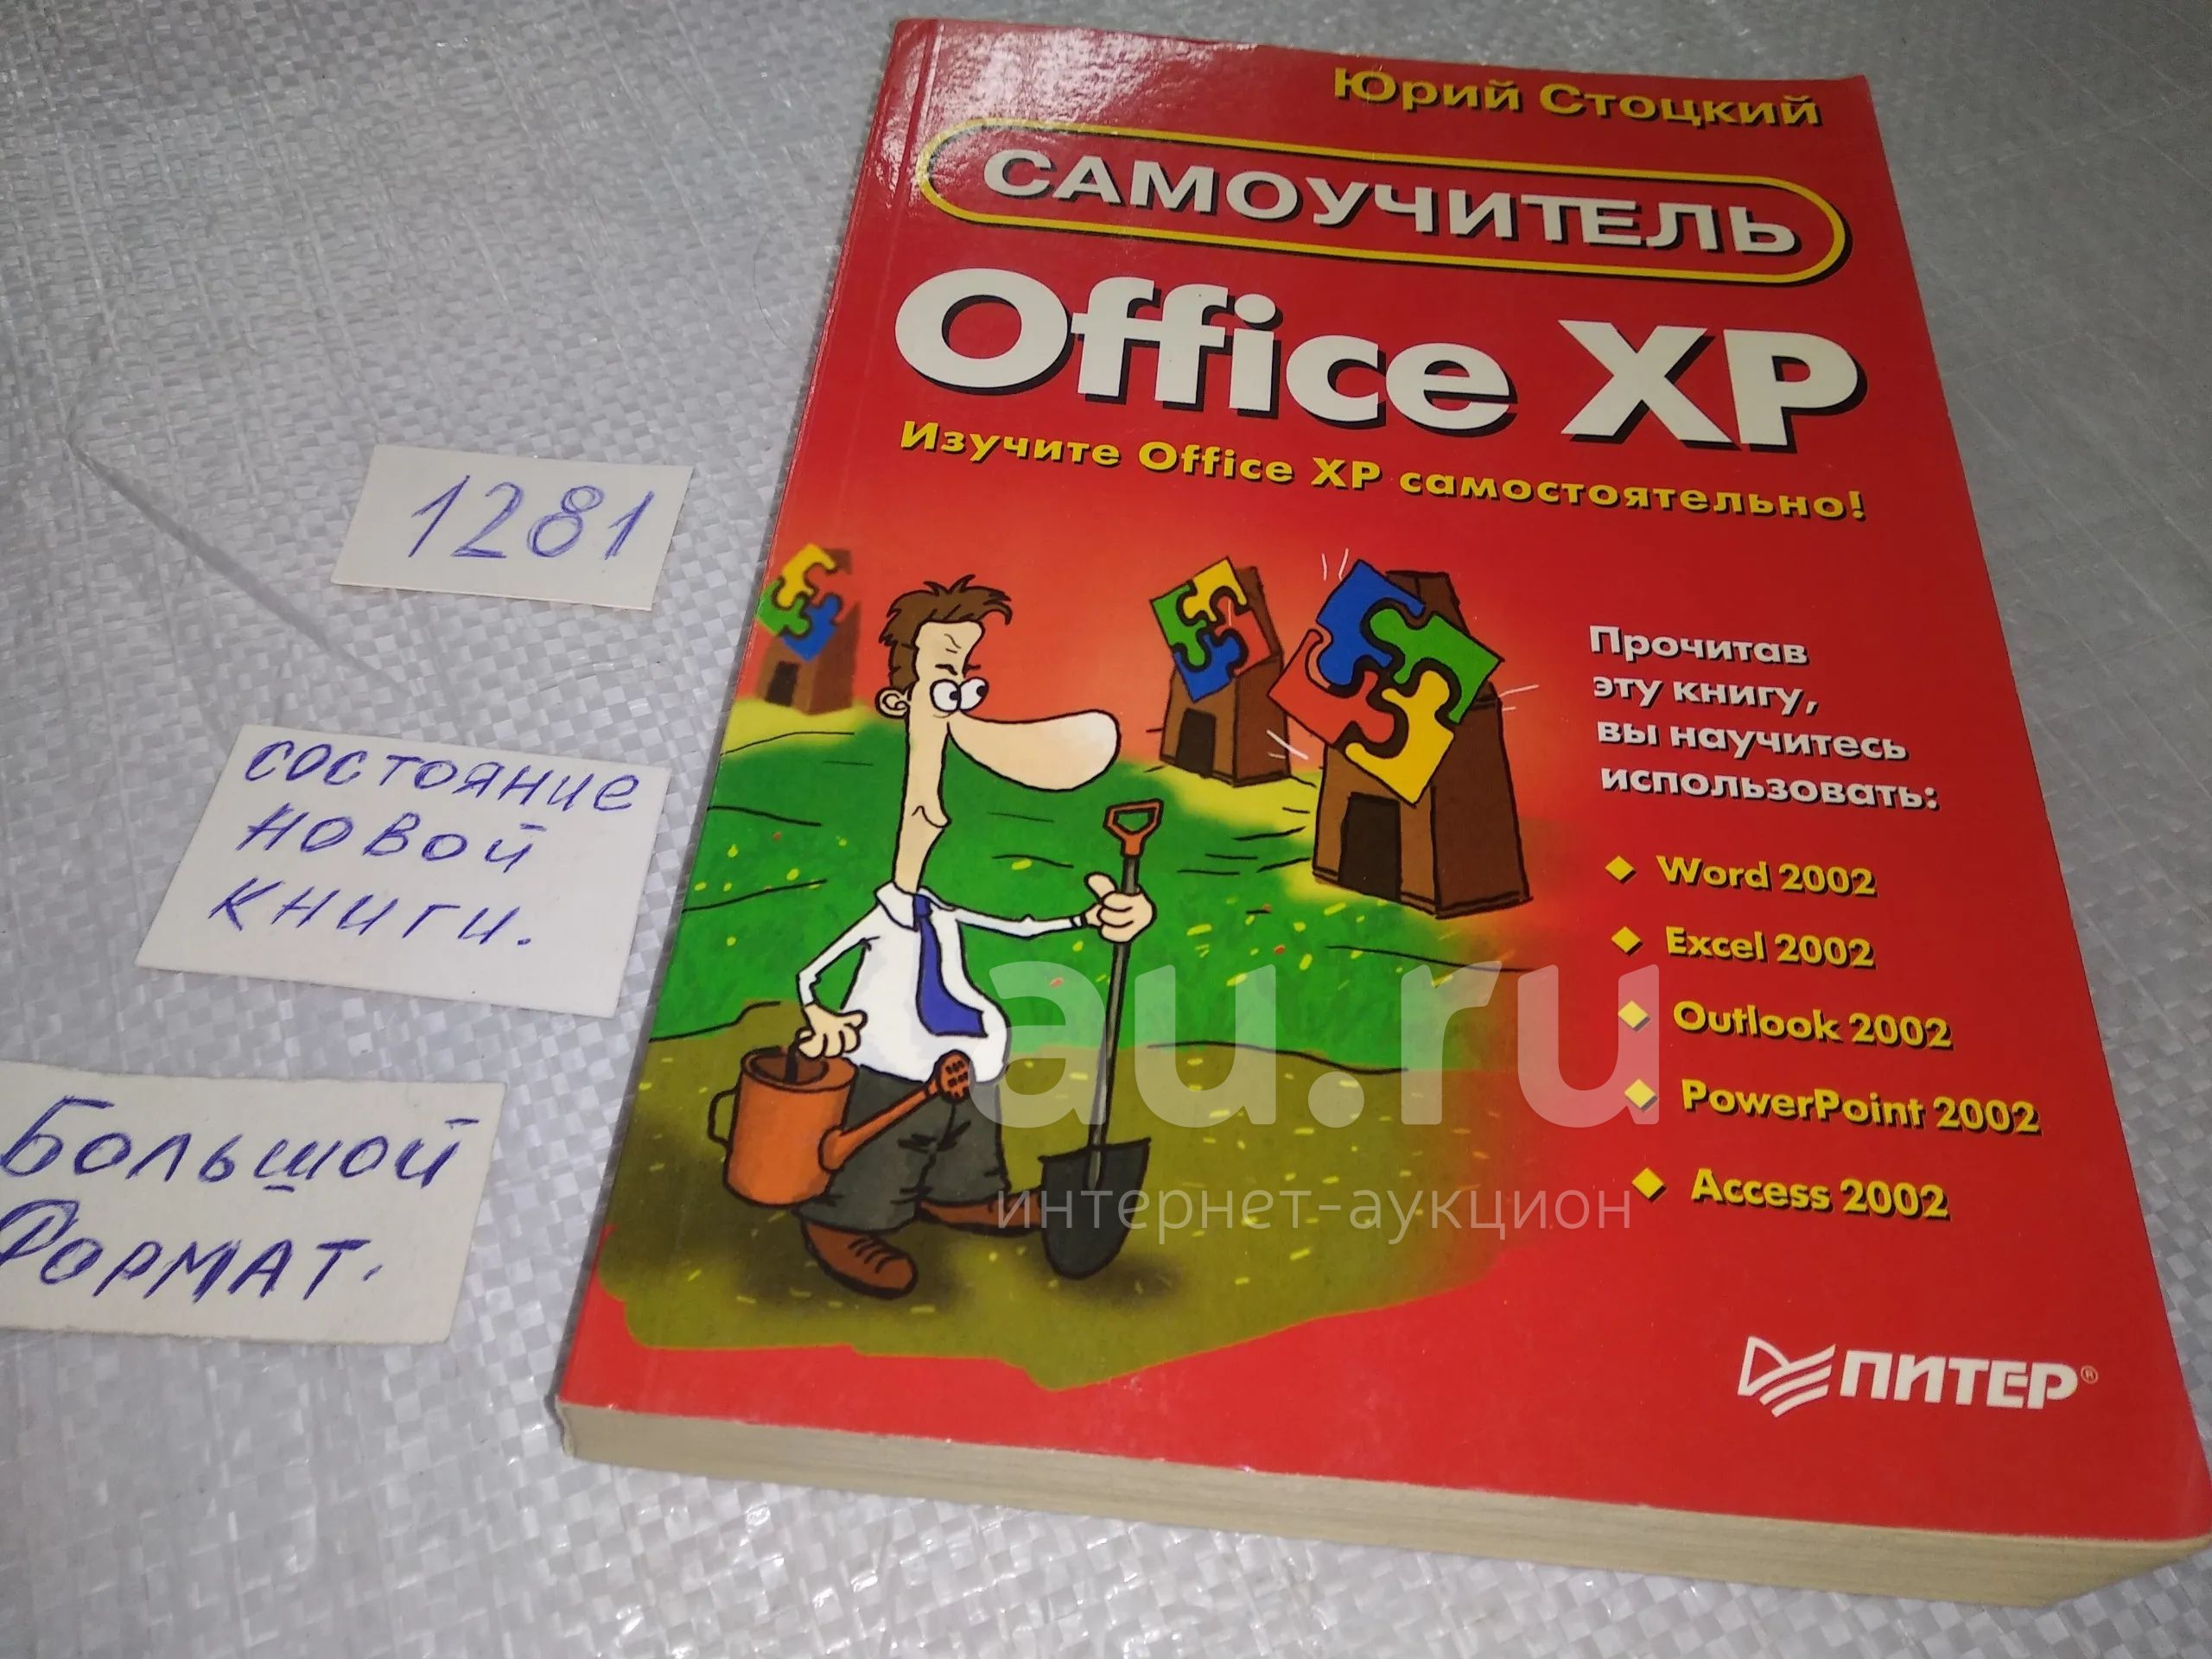 Юрий Стоцкий
САМОУЧИТЕЛЬ
Office XP
Изучите Office XP самостоятельно!
Прочитав
эту книгу,
вы научитесь
использовать:
Word 2002
Excel 2002
Outlook 2002
PowerPoint 2002
Access 2002
ПИТЕР®
1281
состояние
новой
книги.
Большой
Формат.
au.ru
интернет-аукцион